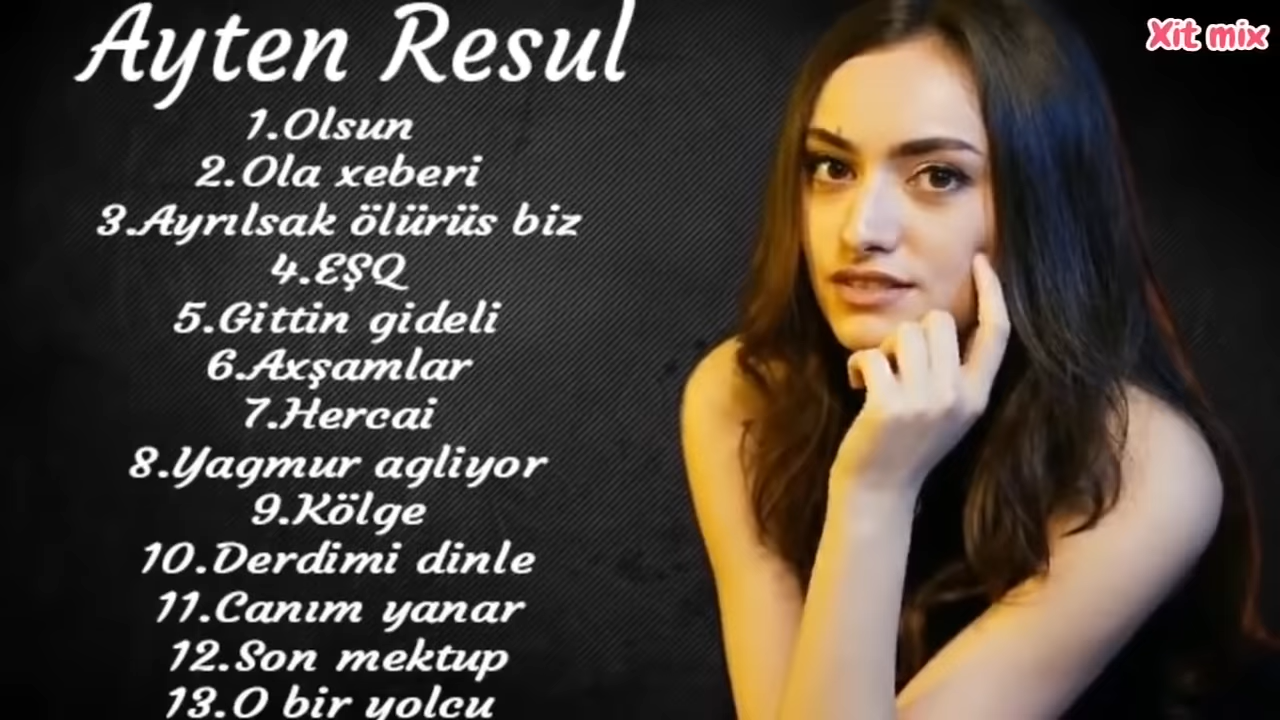 Ayten Resul
Xit mix
1.Olsun
2.Ola xeberi
3.Ayrılsak ölürüs biz
4.EŞQ
5.Gittin gideli
6.Axşamlar
7.Hercai
8.Yagmur agliyor
9.Kölge
10.Derdimi dinle
11.Canım yanar
12.Son mektup
13.O bir yolcu